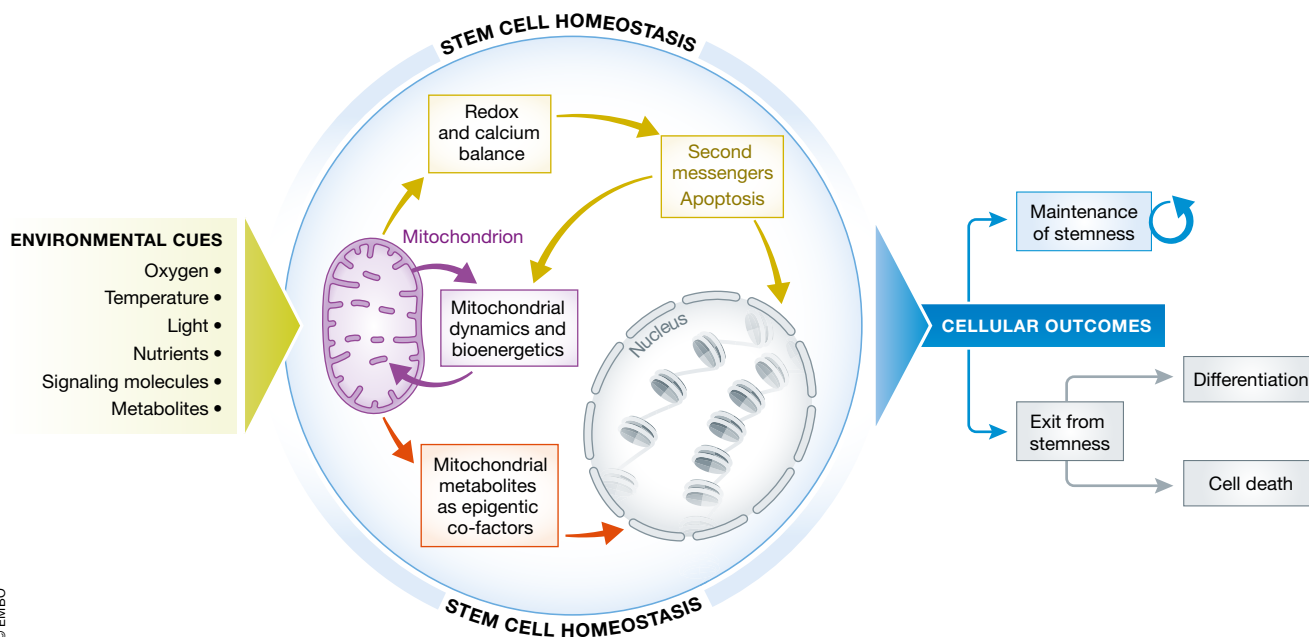 STEM CELL HOMEOSTASIS
ENVIRONMENTAL CUES
Oxygen •
Temperature •
Light •
Nutrients •
Signaling molecules •
Metabolites •
Redox
and calcium
balance
Second
messengers
Apoptosis
Mitochondrion
Mitochondrial
dynamics and
bioenergetics
Nucleus
Mitochondrial
metabolites
as epigentic
co-factors
Maintenance
of stemness
CELLULAR OUTCOMES
Exit from
stemness
Differentiation
Cell death
STEM CELL HOMEOSTASIS
© EMBO